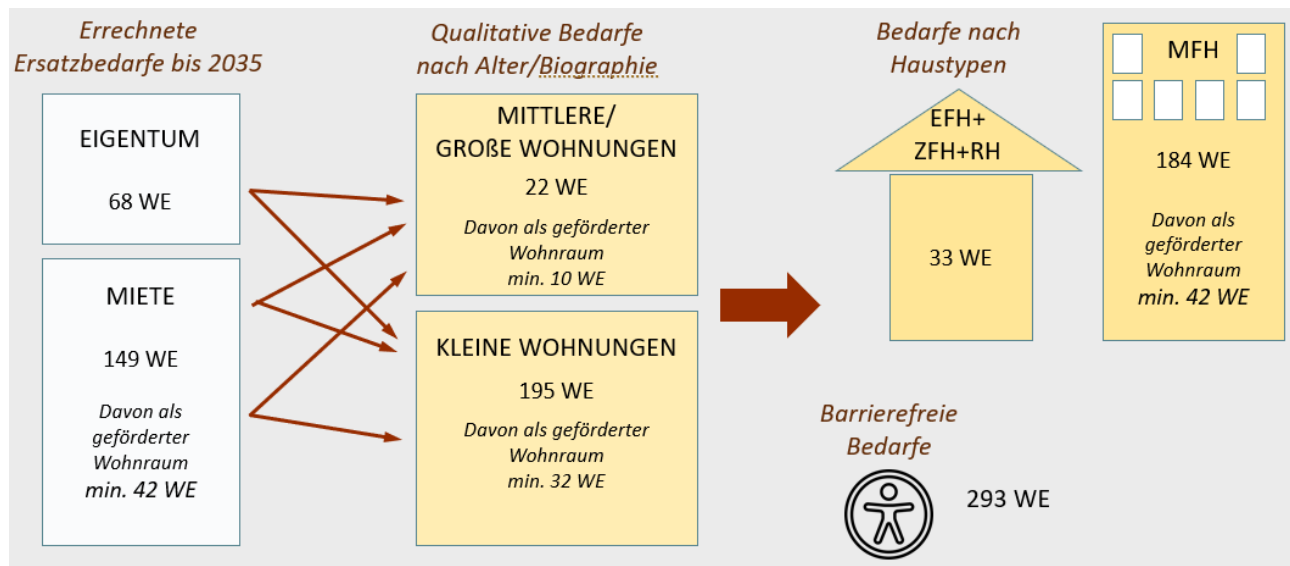 Errechnete
Ersatzbedarfe bis 2035
EIGENTUM
68 WE
MIETE
149 WE
Davon als
geförderter
Wohnraum
min. 42 WE
Qualitative Bedarfe
nach Alter/Biographie
MITTLERE/
GROßE WOHNUNGEN
22 WE
Davon als geförderter
Wohnraum
min. 10 WE
KLEINE WOHNUNGEN
195 WE
Davon als geförderter
Wohnraum
min. 32 WE
Bedarfe nach
Haustypen
EFH+
ZFH+RH
33 WE
MFH
184 WE
Davon als
geförderter
Wohnraum
min. 42 WE
Barrierefreie
Bedarfe
293 WE